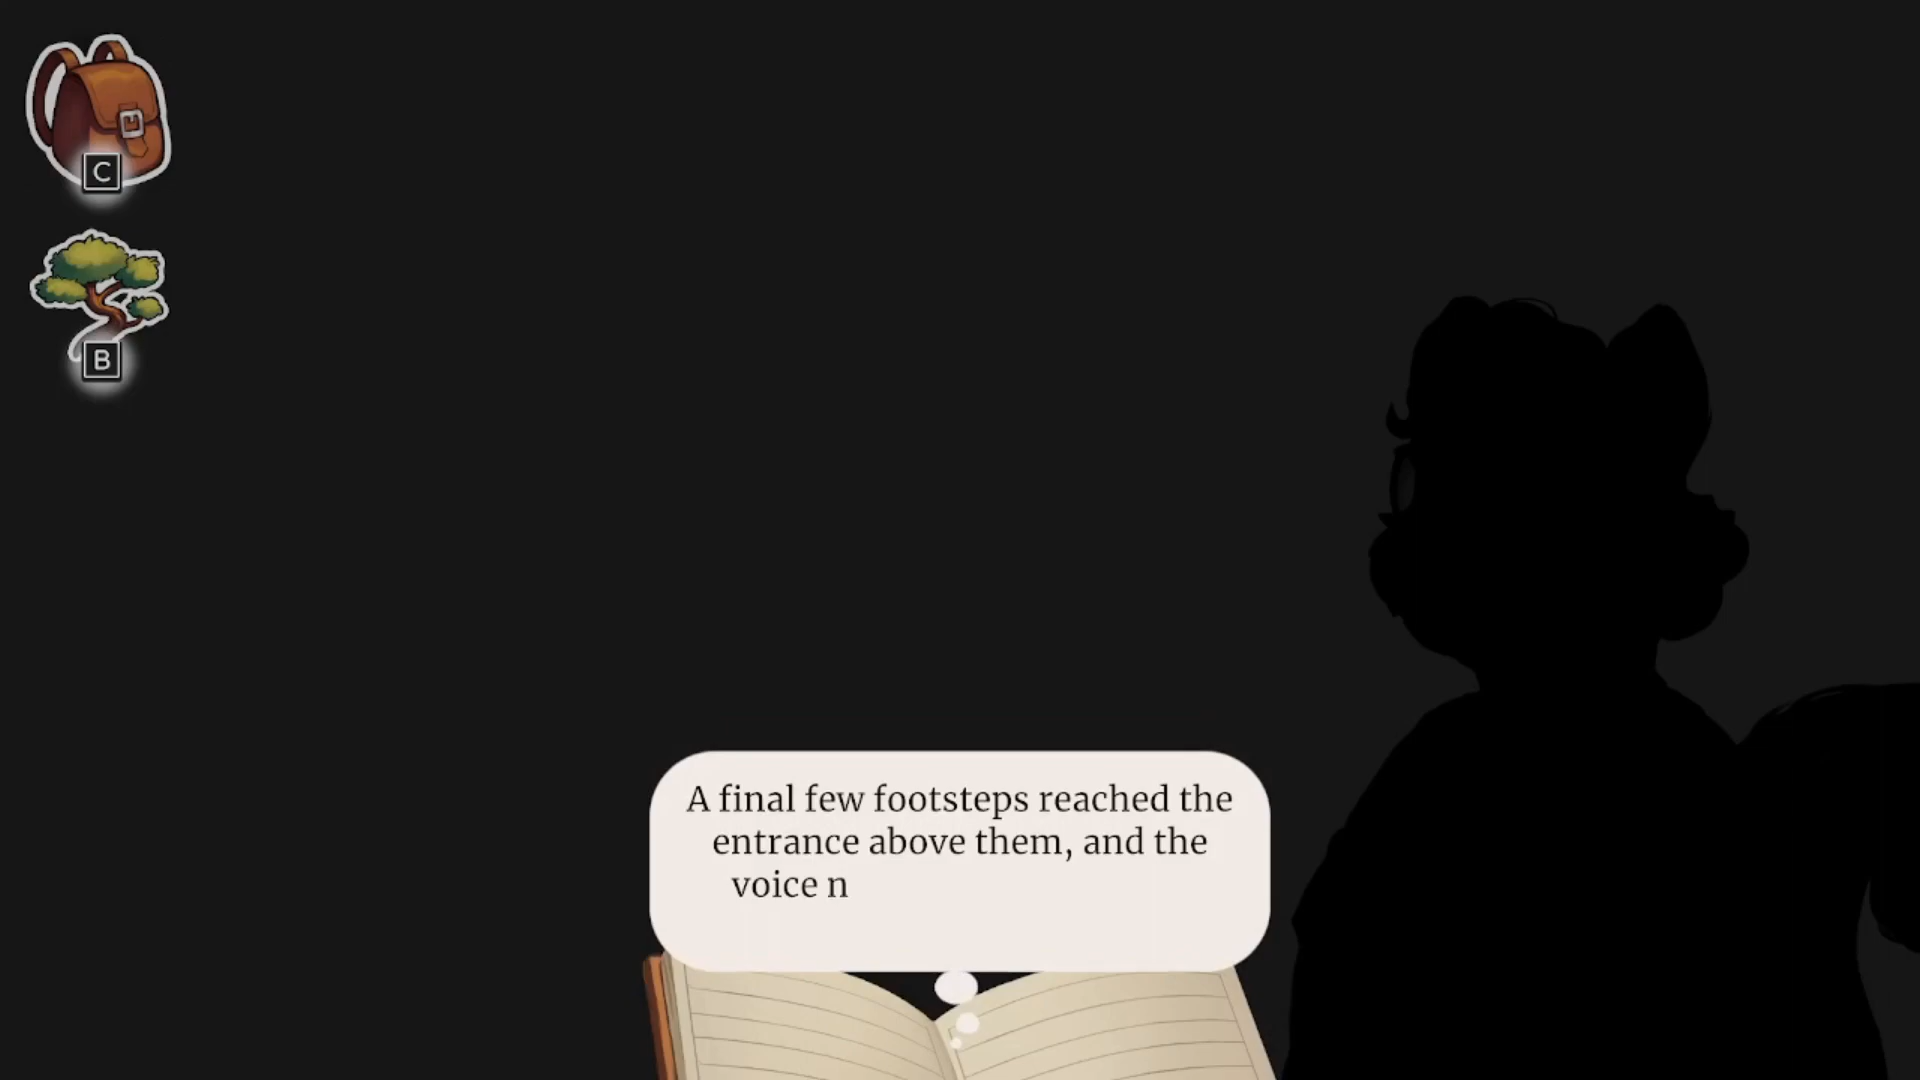 C
B
A final few footsteps reached the
entrance above them, and the
voice n